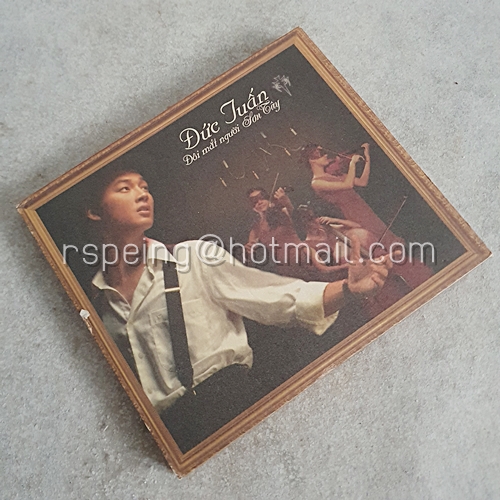 Đức Tuấn
Đôi mắt người Sơn Tây
rspeing@hotmail.com